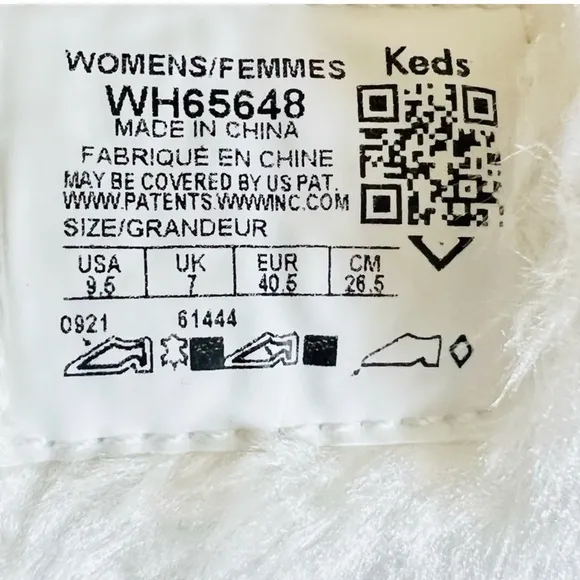 WOMENS/FEMMES Keds
WH65648
MADE IN CHINA
FABRIQUÉ EN CHINE
MAY BE COVERED BY US PAT.
WWW.PATENTS.WWWINC.COM
SIZE/GRANDEUR
USA UK EUR CM
9.5 7 40.5 26.5
0921 61444